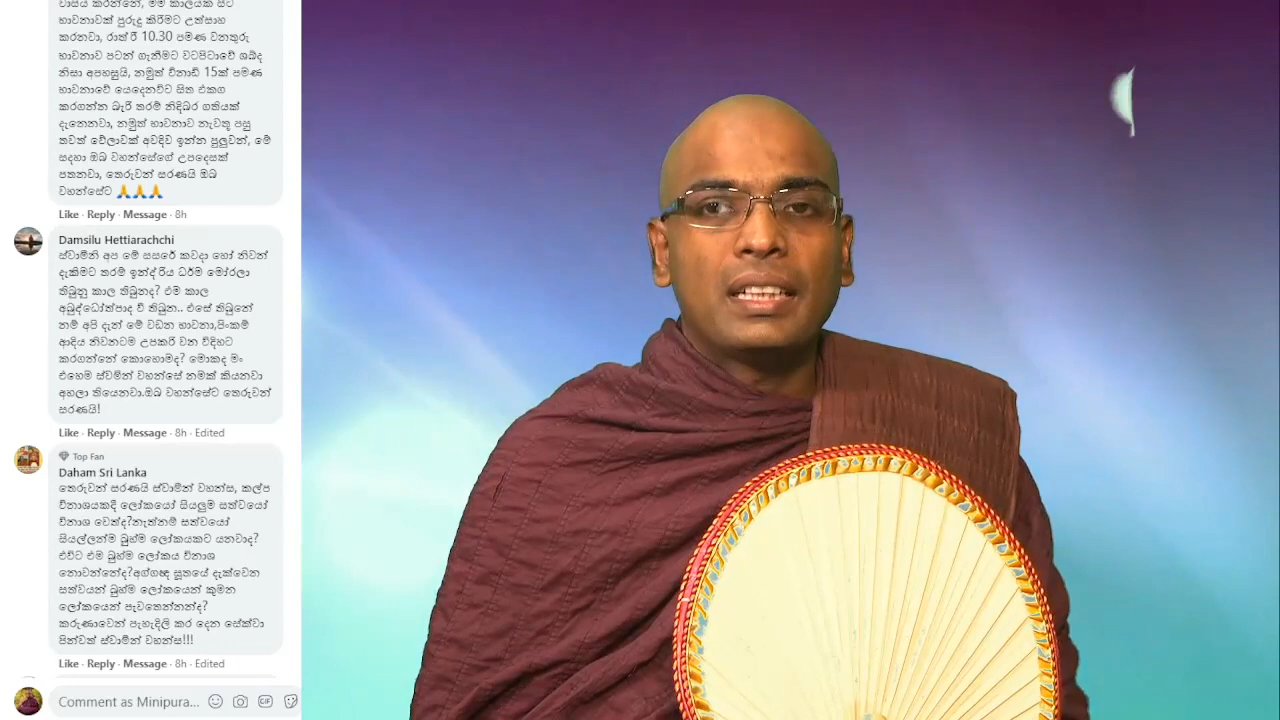 වාසය කරන්නේ, මම කාලයක සිට
භාවනාවක් පුරුදු කිරීමට උත්සාහ
කරනවා, රාත්‍රී 10.30 පමණ වනතුරු
භාවනාව පටන් ගැනීමට වටපිටාවේ ශබ්ද
නිසා අපහසුයි, නමුත් විනාඩි 15ක් පමණ
භාවනාවේ යෙදෙනවිට සිත එකග
කරගන්න බැරි තරම් නිදිබර ගතියක්
දැනෙනවා, නමුත් භාවනාව නැවතූ පසු
තවත් වේලාවක් අවදිව ඉන්න පුලුවන්, මේ
සදහා ඔබ වහන්සේගේ උපදෙසක්
පතනවා, තෙරුවන් සරණයි ඔබ
වහන්සේට 🙏🙏🙏
Like · Reply · Message · 8h
Damsilu Hettiarachchi
ස්වාමීනි අප මේ සසරේ කවදා හෝ නිවන්
දැකීමට තරම් ඉන්ද්‍රිය ධර්ම මෝරලා
තිබුනු කාල තිබුනද? එම කාල
අබුද්ධෝත්පාද වී තිබුන.. එසේ තිබුනේ
නම් අපි දැන් මේ වඩන භාවනා,පිංකම්
ආදිය නිවනටම උපකාරී වන විදිහට
කරගන්නේ කොහොමද? මොකද මං
එහෙම ස්වමින් වහන්සේ නමක් කියනවා
අහලා තියෙනවා.ඔබ වහන්සේට තෙරුවන්
සරණයි!
Like · Reply · Message · 8h · Edited
Top Fan
Daham Sri Lanka
තෙරුවන් සරණයි ස්වාමින් වහන්ස, කල්ප
විනාශයකදී ලෝකයෝ සියලුම සත්වයෝ
විනාශ වෙත්ද?නැත්නම් සත්වයෝ
සියල්ලන්ම බ්‍රහ්ම ලෝකයකට යනවාද?
එවිට එම බ්‍රහ්ම ලෝකය විනාශ
නොවන්නේද?අග්ගඤ සූතයේ දැක්වෙන
සත්වයන් බ්‍රහ්ම ලෝකයෙන් කුමන
ලෝකයෙන් පැවතෙන්නන්ද?
කරුණාවෙන් පැහැදිලි කර දෙන සේක්වා
පින්වත් ස්වාමින් වහන්ස!!!
Like · Reply · Message · 8h · Edited
Comment as Minipura...
GIF